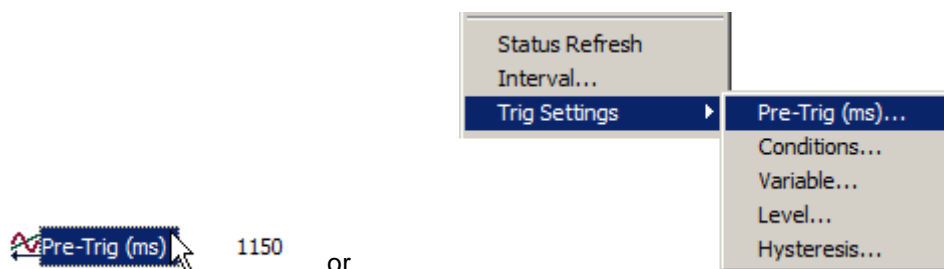 Status Refresh
Interval...
Trig Settings
Pre-Trig (ms)...
Conditions...
Variable...
Level...
Hysteresis...
Pre-Trig (ms) 1150 or